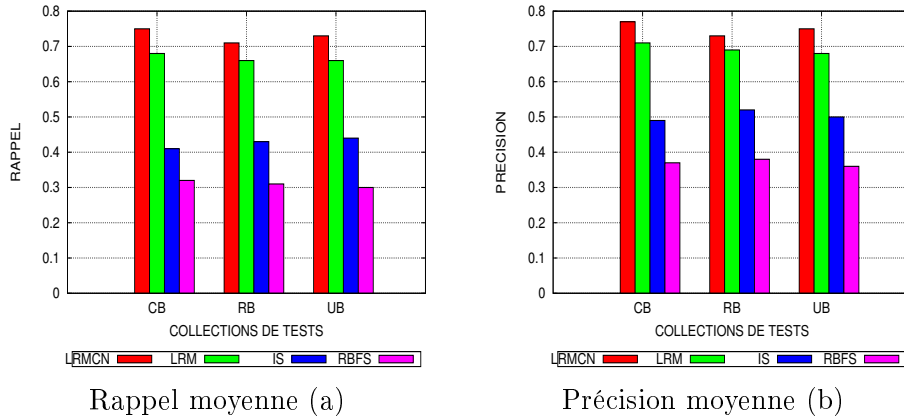 0.8
0.7
0.6
0.5
0.4
0.3
0.2
0.1
0
RAPPEL
CB RB UB
COLLECTIONS DE TESTS
LRMCN LRM IS RBFS
Rappel moyenne (a)
0.8
0.7
0.6
0.5
0.4
0.3
0.2
0.1
0
PRECISION
CB RB UB
COLLECTIONS DE TESTS
LRMCN LRM IS RBFS
Précision moyenne (b)